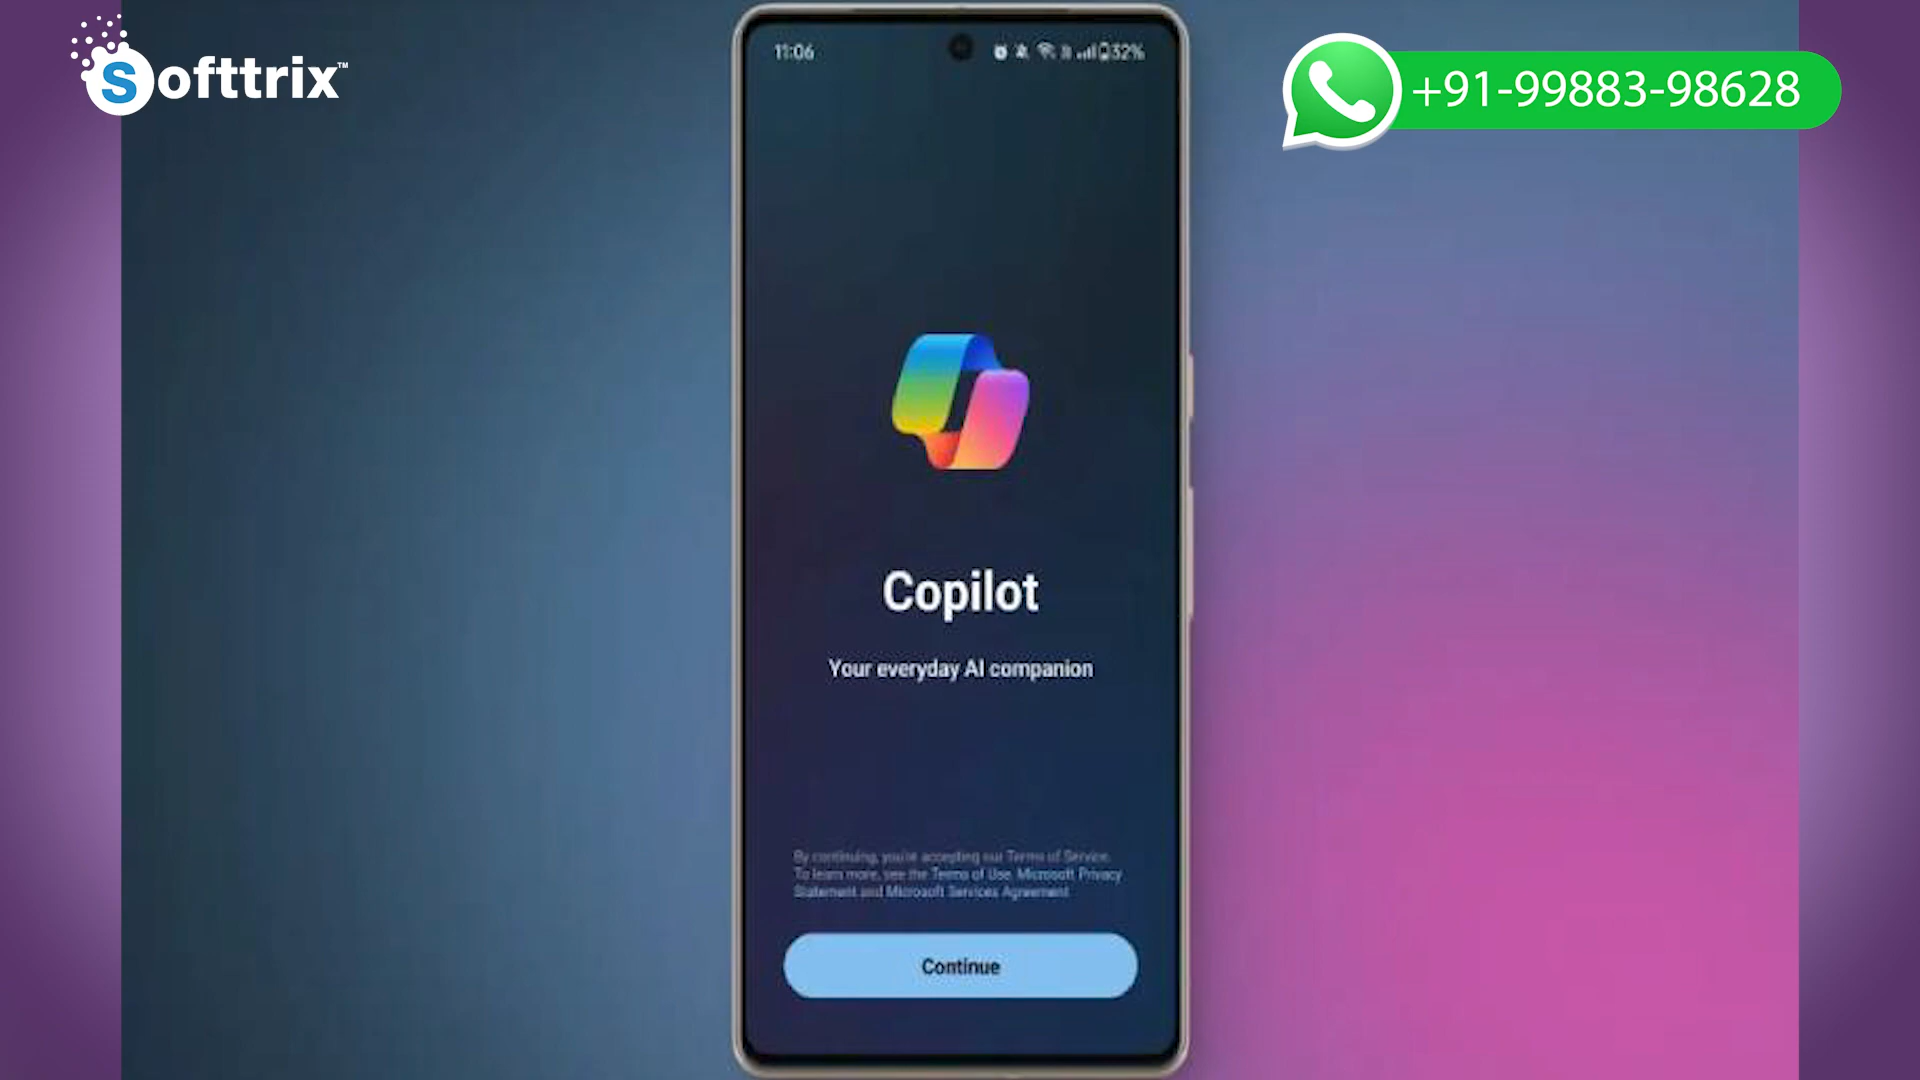 Softtrix™
+91-99883-98628
11:06
32%
Copilot
Your everyday AI companion
By continuing, you're accepting our Terms of Service.
To learn more, see the Terms of Use, Microsoft Privacy
Statement and Microsoft Services Agreement
Continue